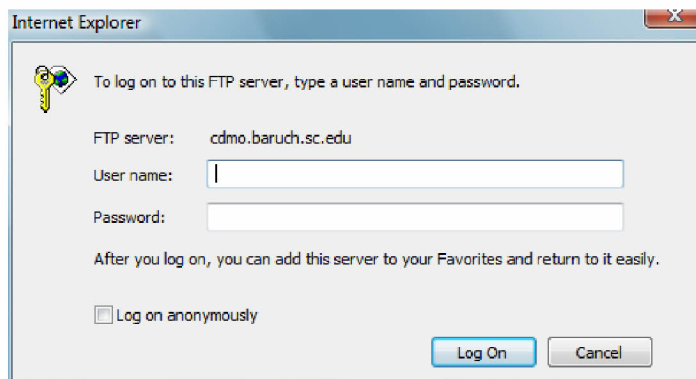 Internet Explorer
To log on to this FTP server, type a user name and password.
FTP server: cdmo.baruch.sc.edu
User name:
Password:
After you log on, you can add this server to your Favorites and return to it easily.
Log on anonymously
Log On Cancel